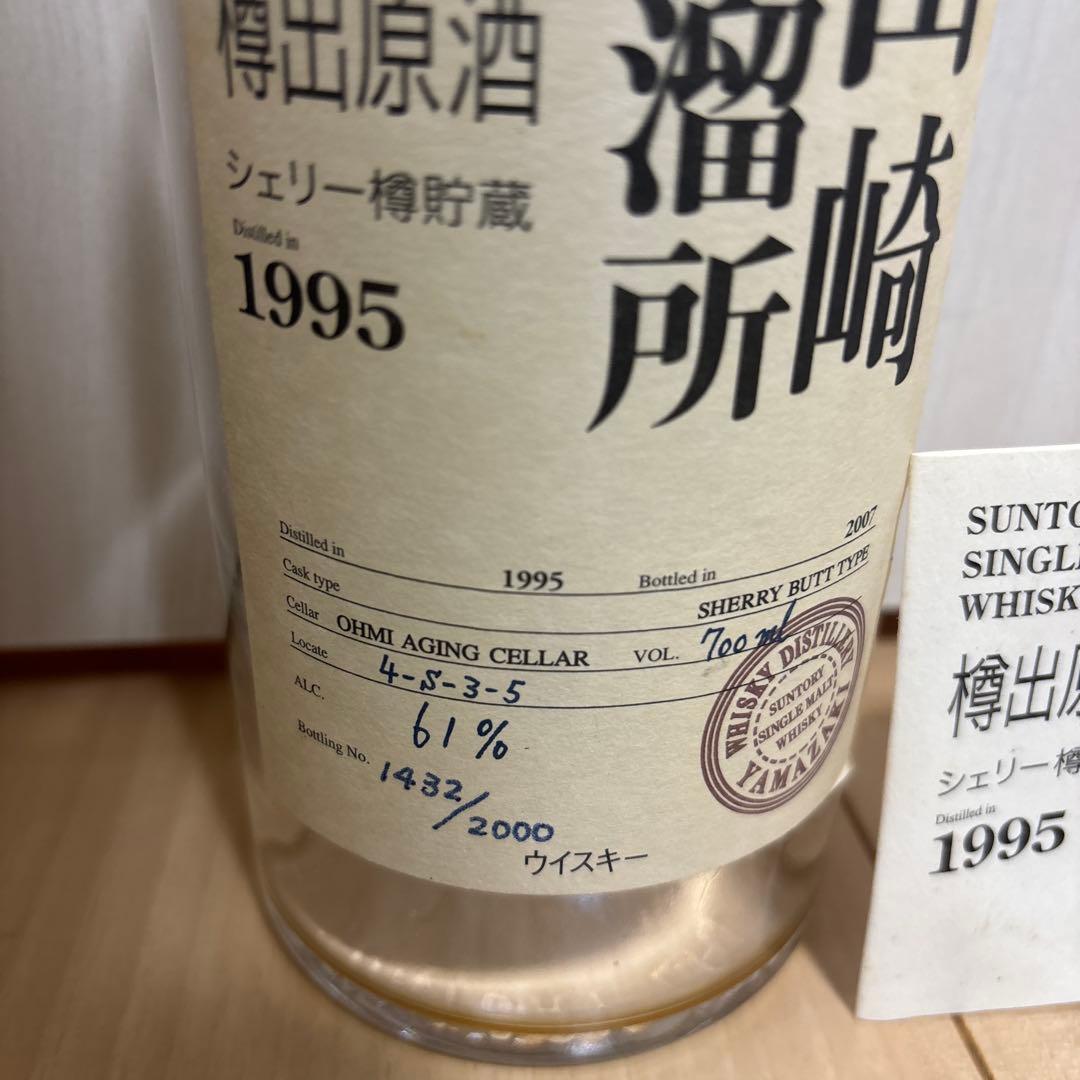 樽出原酒
シェリー樽貯蔵
Distilled in
1995
山崎
溜所
Distilled in 1995 Bottled in 2007
Cask type SHERRY BUTT TYPE
Cellar OHMI AGING CELLAR VOL. 700ml
Locate 4-S-3-5
ALC. 61%
Bottling No. 1432/2000
WHISKY DISTILLERY
SUNTORY
SINGLE MALT
WHISKY
YAMAZAKI
ウイスキー
SUNTO
SINGL
WHISK
樽出原
シェリー樽
Distilled in
1995